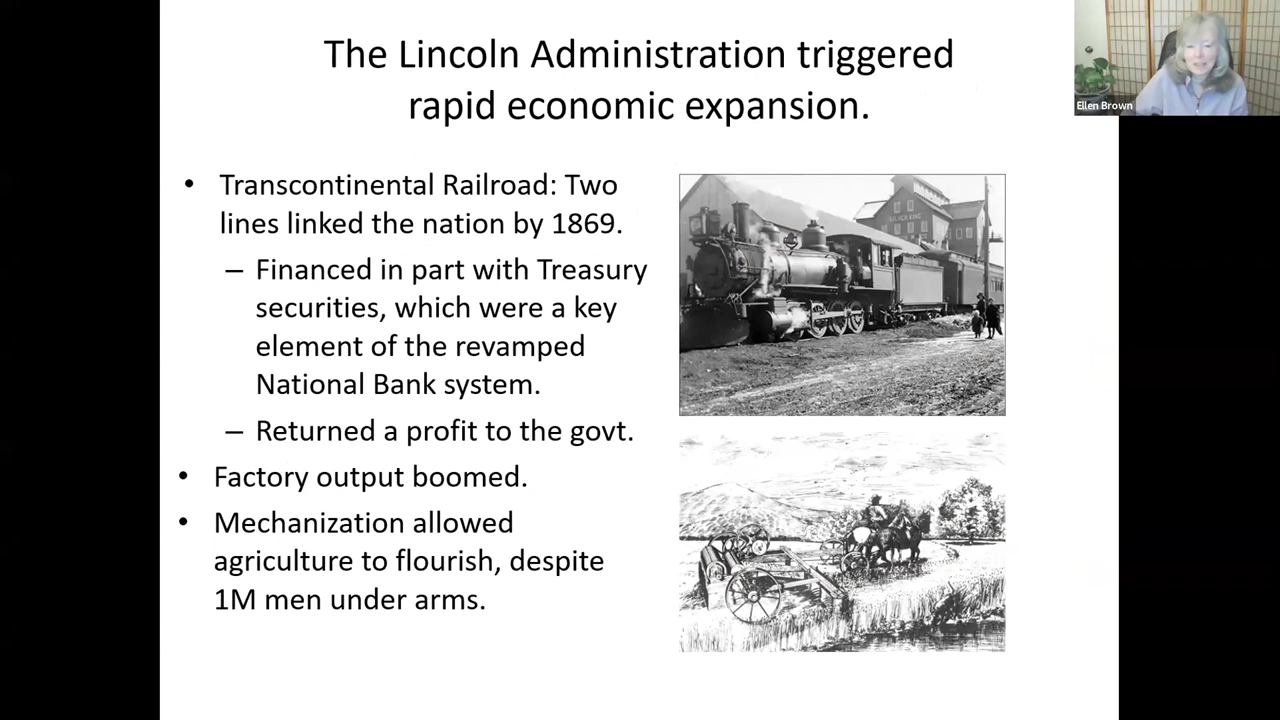 The Lincoln Administration triggered
rapid economic expansion.
Ellen Brown
• Transcontinental Railroad: Two
lines linked the nation by 1869.
– Financed in part with Treasury
securities, which were a key
element of the revamped
National Bank system.
– Returned a profit to the govt.
• Factory output boomed.
• Mechanization allowed
agriculture to flourish, despite
1M men under arms.
SILVER KING